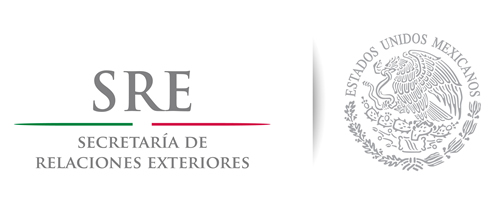 SRE
SECRETARÍA DE
RELACIONES EXTERIORES
ESTADOS UNIDOS MEXICANOS